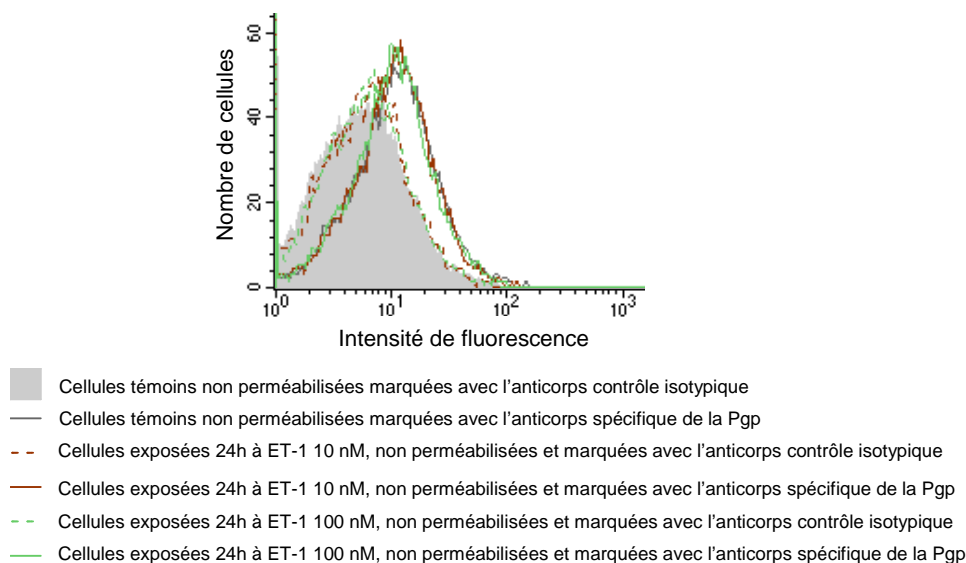 Nombre de cellules
60
40
20
0
10^0 10^1 10^2 10^3
Intensité de fluorescence
Cellules témoins non perméabilisées marquées avec l'anticorps contrôle isotypique
Cellules témoins non perméabilisées marquées avec l'anticorps spécifique de la Pgp
Cellules exposées 24h à ET-1 10 nM, non perméabilisées et marquées avec l'anticorps contrôle isotypique
Cellules exposées 24h à ET-1 10 nM, non perméabilisées et marquées avec l'anticorps spécifique de la Pgp
Cellules exposées 24h à ET-1 100 nM, non perméabilisées et marquées avec l'anticorps contrôle isotypique
Cellules exposées 24h à ET-1 100 nM, non perméabilisées et marquées avec l'anticorps spécifique de la Pgp